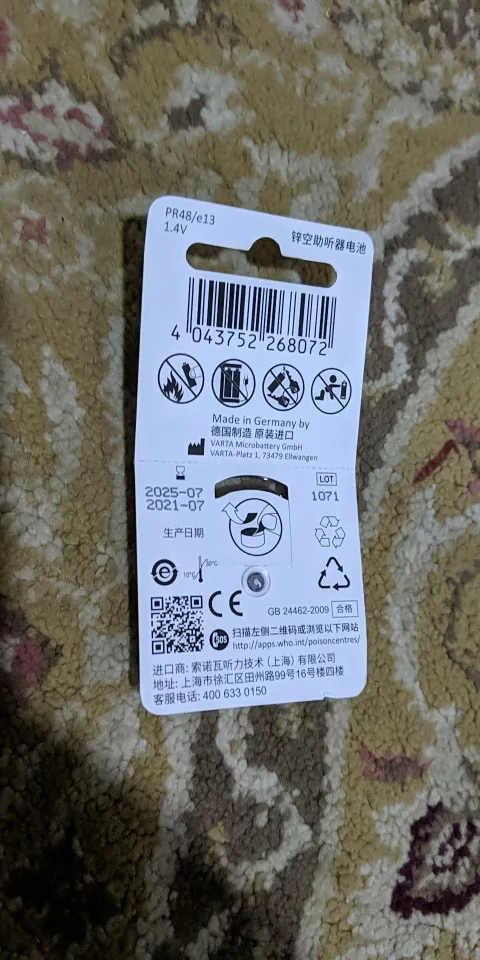 PR48/e13
1.4V
锌空助听器电池
4 043752 268072
Made in Germany by
德国制造 原装进口
VARTA Microbattery GmbH
VARTA-Platz 1, 73479 Ellwangen
2025-07
2021-07
生产日期
LOT
1071
e
10°C
30°C
CE
GB 24462-2009 合格
SOS
扫描左侧二维码或浏览以下网站
http://apps.who.int/poisoncentres/
进口商: 索诺瓦听力技术 (上海) 有限公司
地址: 上海市徐汇区田州路99号16号楼四楼
客服电话: 400 633 0150